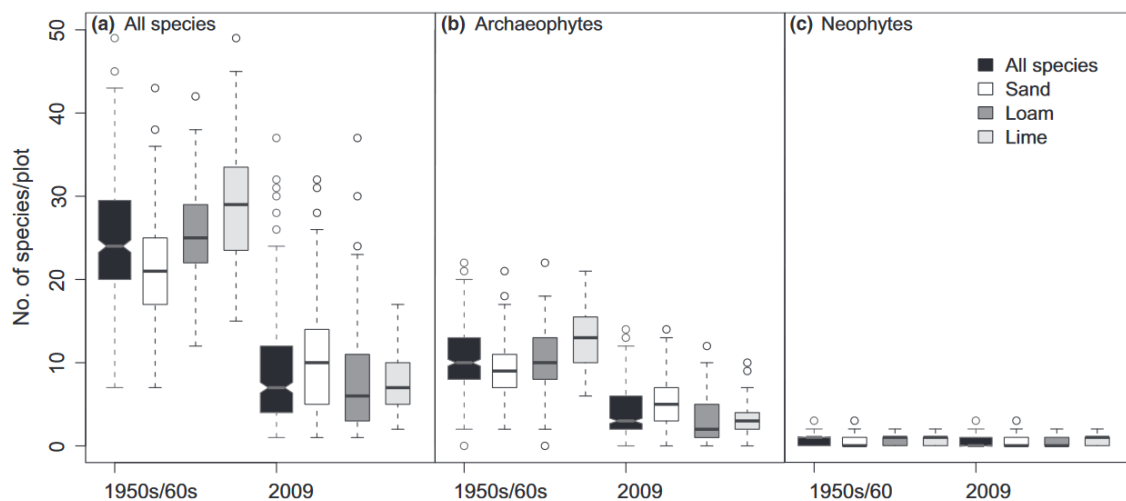 (a) All species
(b) Archaeophytes
(c) Neophytes
All species
Sand
Loam
Lime
No. of species/plot
50
40
30
20
10
0
1950s/60s
2009
1950s/60s
2009
1950s/60
2009